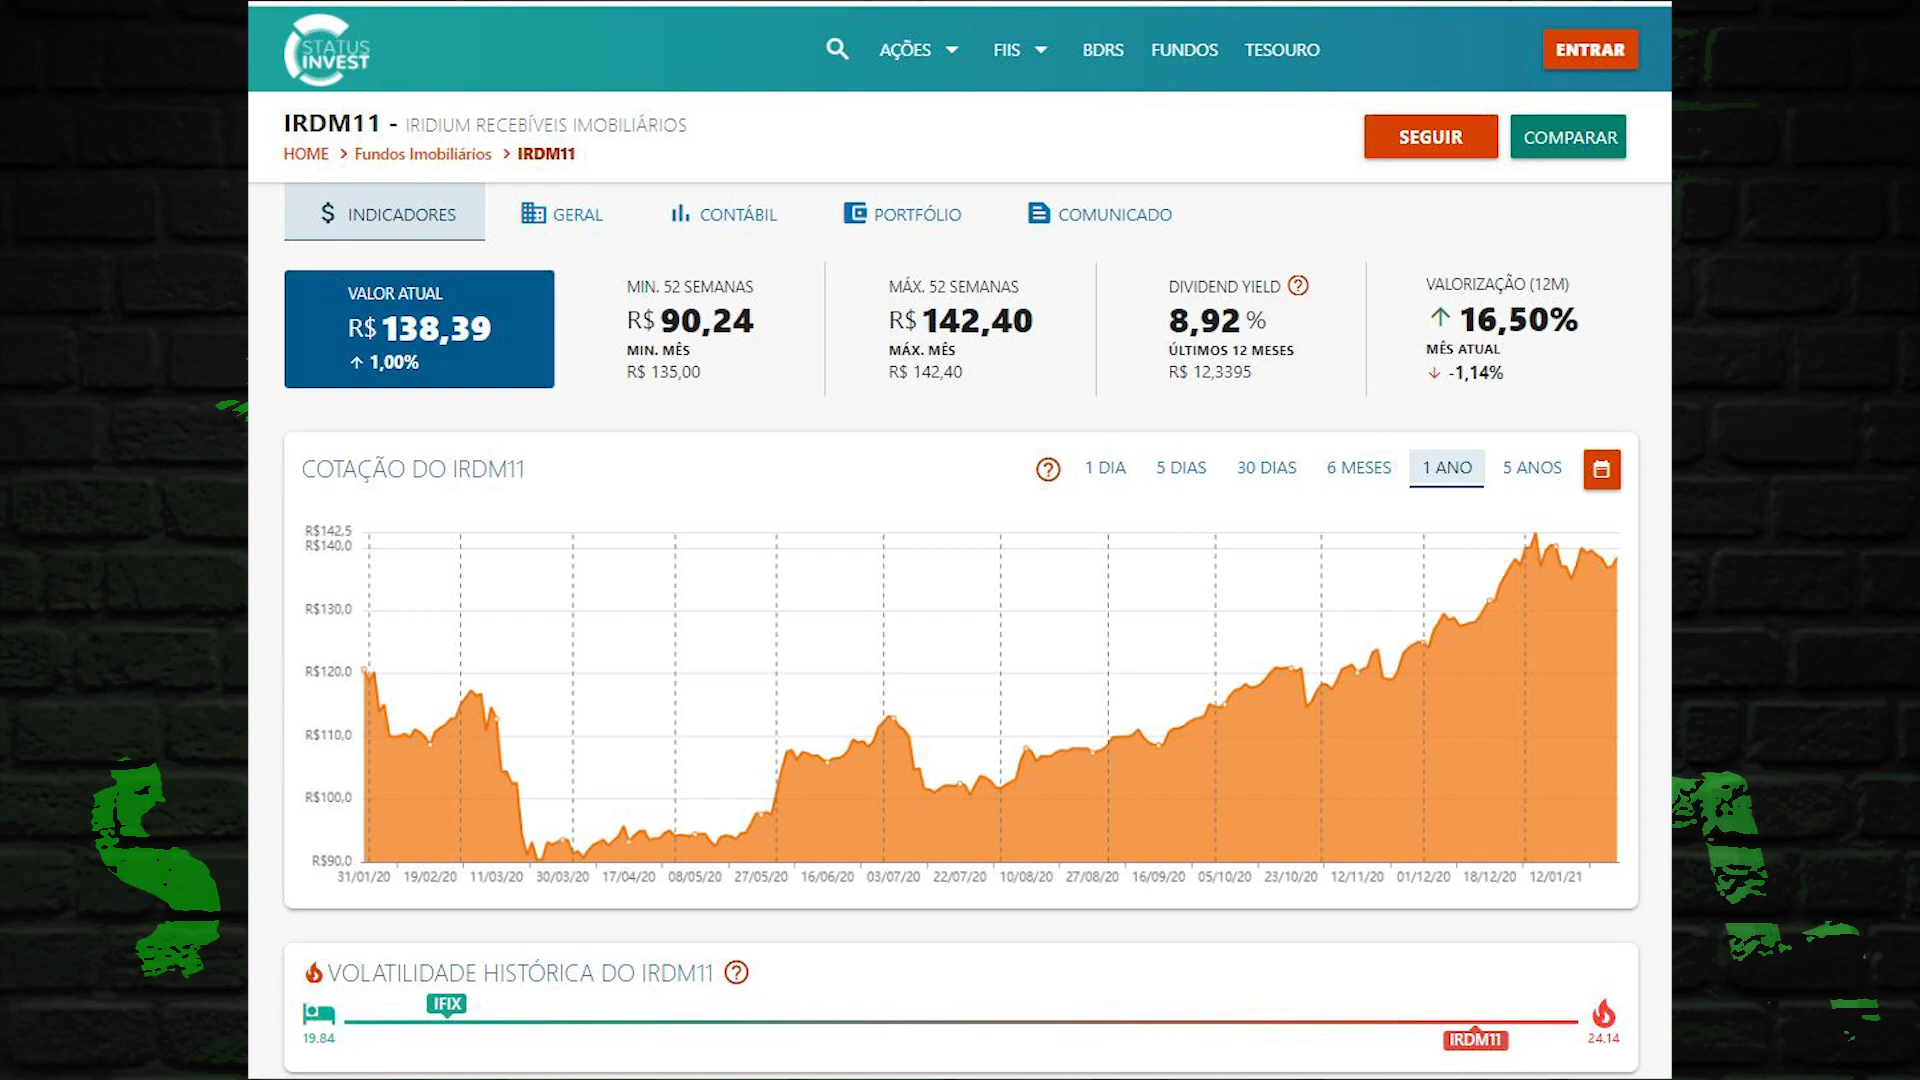 STATUS
INVEST
AÇÕES
FIIS
BDRS
FUNDOS
TESOURO
ENTRAR
IRDM11 - IRIDIUM RECEBÍVEIS IMOBILIÁRIOS
HOME > Fundos Imobiliários > IRDM11
SEGUIR
COMPARAR
INDICADORES
GERAL
CONTÁBIL
PORTFÓLIO
COMUNICADO
VALOR ATUAL
R$ 138,39
↑ 1,00%
MIN. 52 SEMANAS
R$ 90,24
MIN. MÊS
R$ 135,00
MÁX. 52 SEMANAS
R$ 142,40
MÁX. MÊS
R$ 142,40
DIVIDEND YIELD ?
8,92 %
ÚLTIMOS 12 MESES
R$ 12,3395
VALORIZAÇÃO (12M)
↑ 16,50%
MÊS ATUAL
↓ -1,14%
COTAÇÃO DO IRDM11
?
1 DIA
5 DIAS
30 DIAS
6 MESES
1 ANO
5 ANOS
R$142,5
R$140,0
R$130,0
R$120,0
R$110,0
R$100,0
R$90,0
31/01/20 19/02/20 11/03/20 30/03/20 17/04/20 08/05/20 27/05/20 16/06/20 03/07/20 22/07/20 10/08/20 27/08/20 16/09/20 05/10/20 23/10/20 12/11/20 01/12/20 18/12/20 12/01/21
VOLATILIDADE HISTÓRICA DO IRDM11 ?
IFIX
19.84
IRDM11
24.14